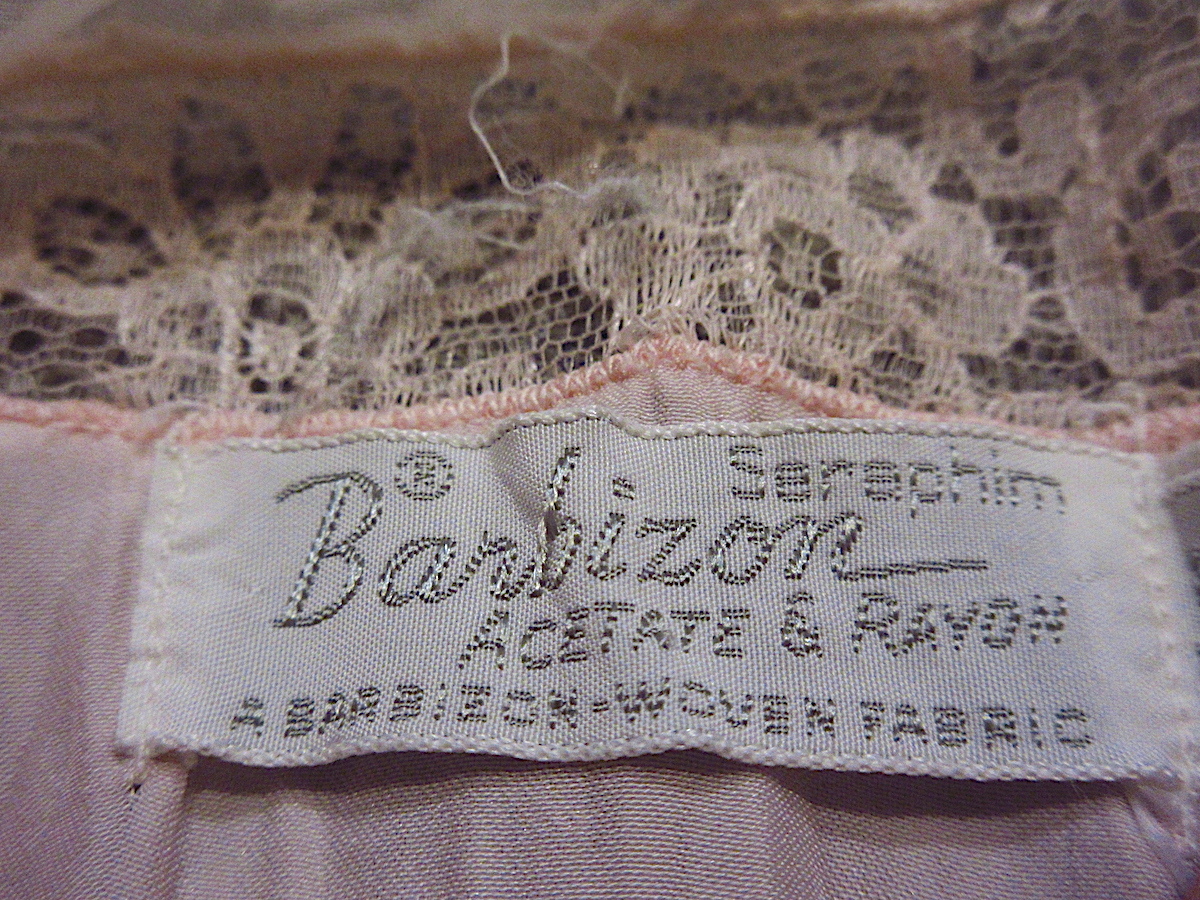 Seraphim
Barbizon®
ACETATE & RAYON
A BARBIZON-WOVEN FABRIC